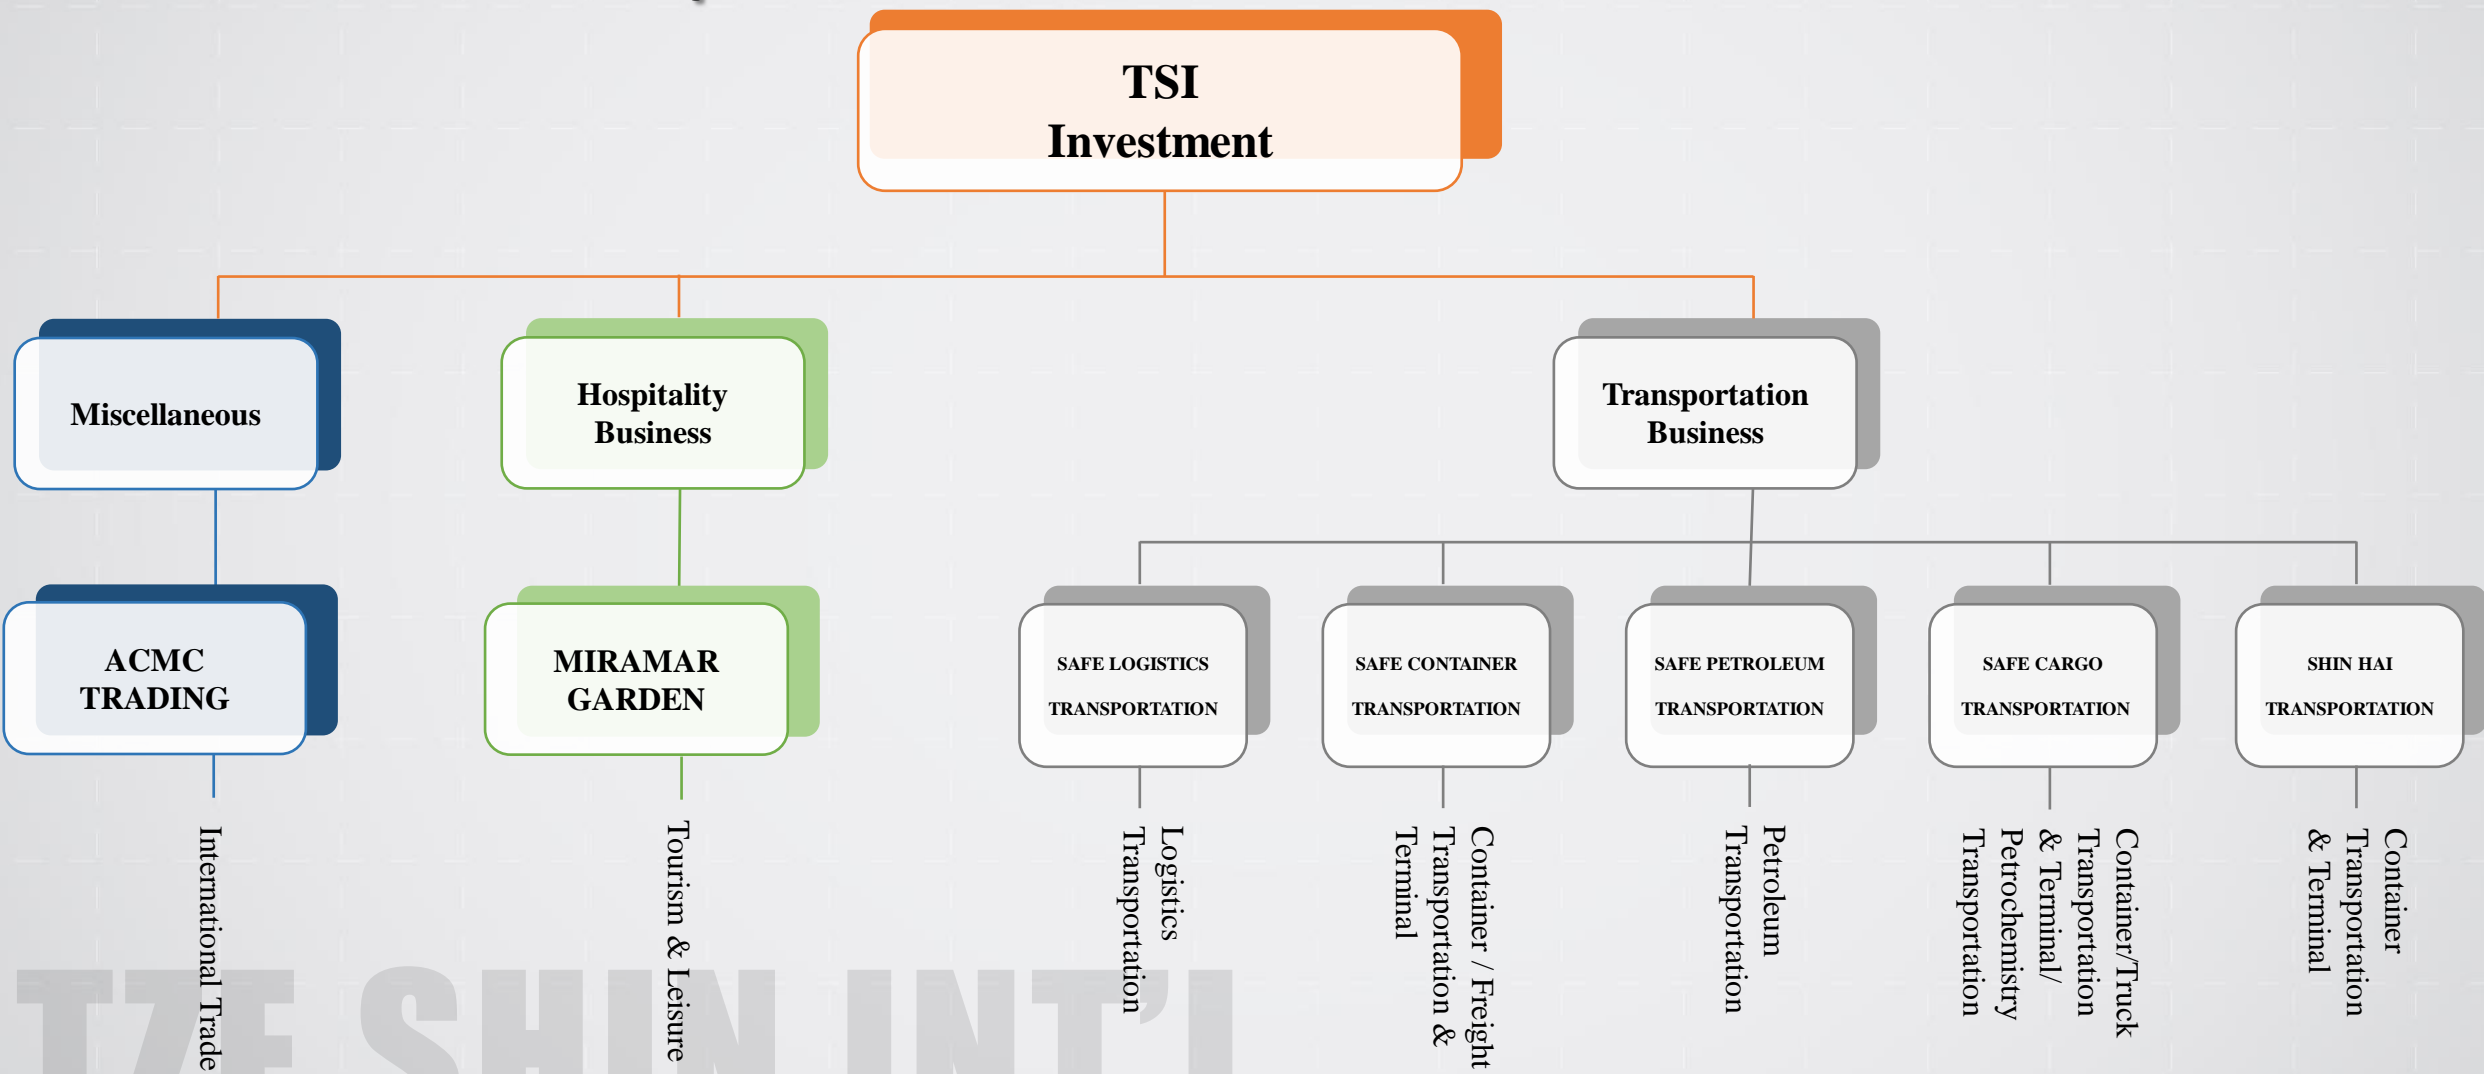 TSI
Investment
Miscellaneous
Hospitality
Business
Transportation
Business
ACMC
TRADING
MIRAMAR
GARDEN
SAFE LOGISTICS
TRANSPORTATION
SAFE CONTAINER
TRANSPORTATION
SAFE PETROLEUM
TRANSPORTATION
SAFE CARGO
TRANSPORTATION
SHIN HAI
TRANSPORTATION
International Trade
Tourism & Leisure
Logistics
Transportation
Container / Freight
Transportation &
Terminal
Petroleum
Transportation
Container/Truck
Transportation
& Terminal/
Petrochemistry
Transportation
Container
Transportation
& Terminal
TZE SHIN INT'L